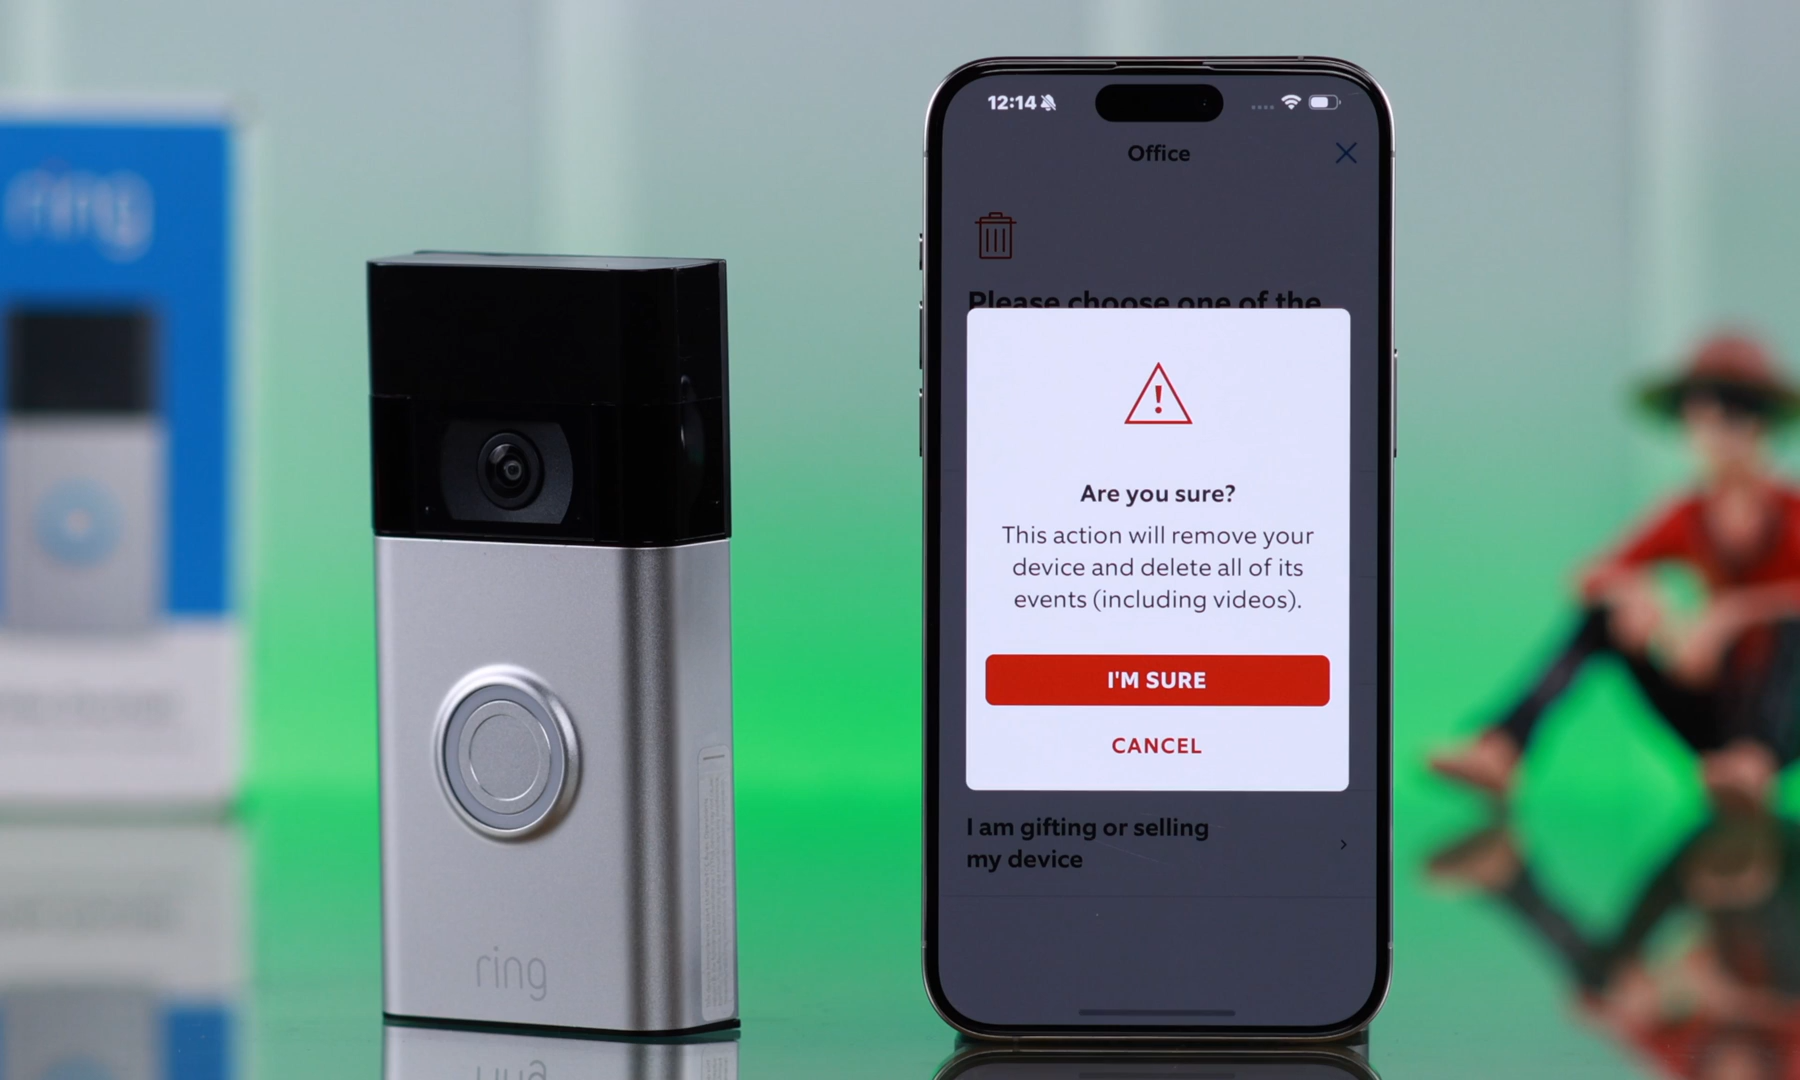 ring
ring
12:14
Office
Please choose one of the
Are you sure?
This action will remove your
device and delete all of its
events (including videos).
I'M SURE
CANCEL
I am gifting or selling
my device